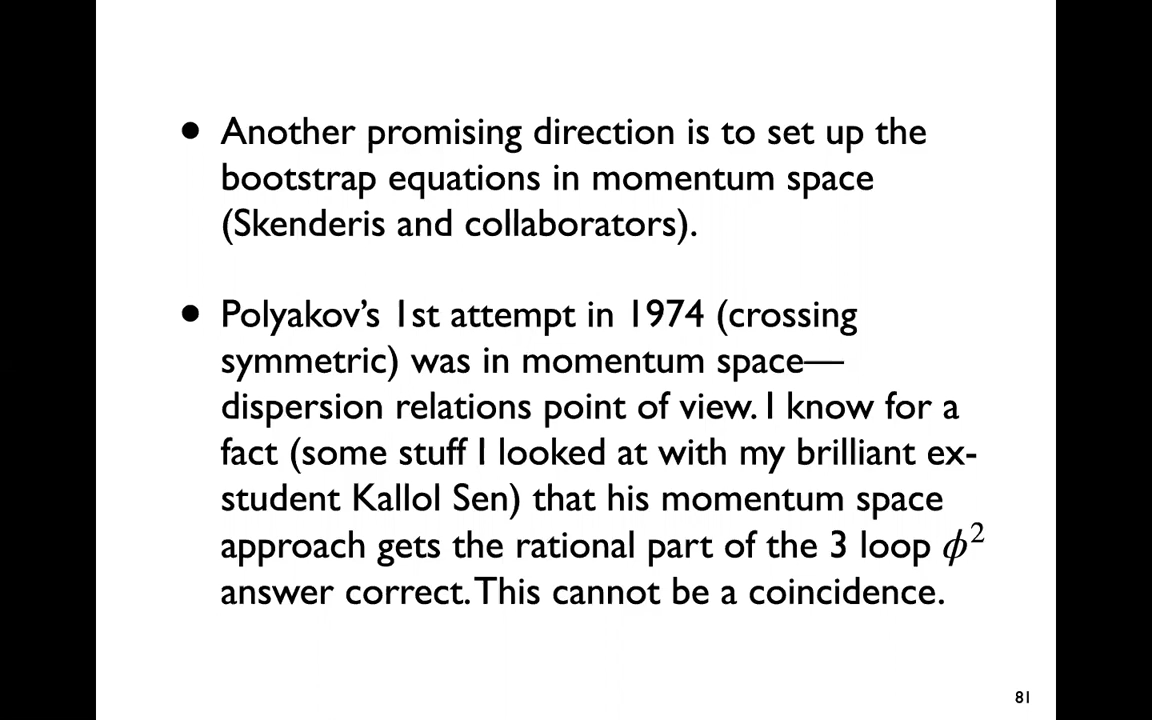 • Another promising direction is to set up the
bootstrap equations in momentum space
(Skenderis and collaborators).
• Polyakov’s 1st attempt in 1974 (crossing
symmetric) was in momentum space—
dispersion relations point of view. I know for a
fact (some stuff I looked at with my brilliant ex-
student Kallol Sen) that his momentum space
approach gets the rational part of the 3 loop ϕ²
answer correct. This cannot be a coincidence.
81